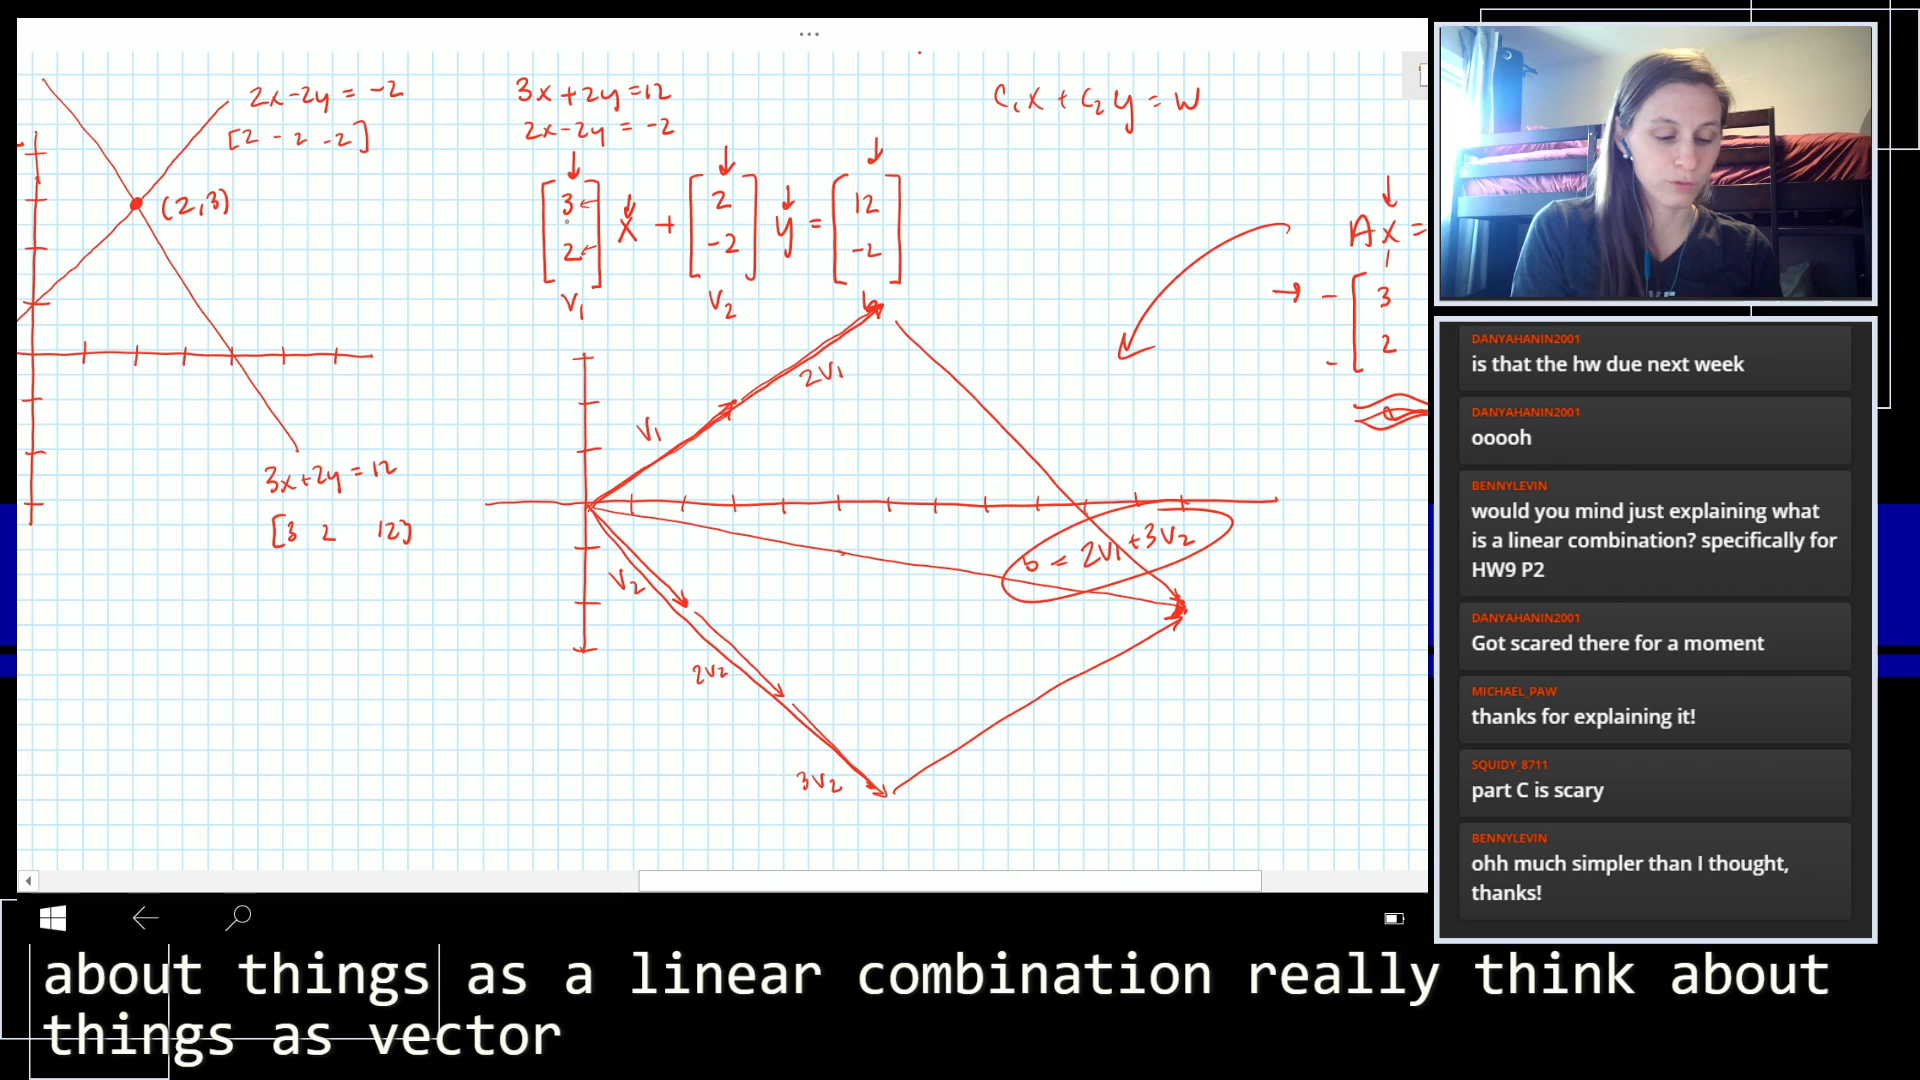 2x-2y = -2
[2 -2 -2]
(2,3)
3x+2y=12
[3 2 12]
3x+2y=12
2x-2y = -2
[3 2] x + [2 -2] y = [12 -2]
V1 V2 b
C1 x + C2 y = w
Ax =
3
2
V1
2V1
V2
2V2
3V2
b = 2V1+3V2
DANYAHANIN2001
is that the hw due next week
DANYAHANIN2001
ooooh
BENNYLEVIN
would you mind just explaining what
is a linear combination? specifically for
HW9 P2
DANYAHANIN2001
Got scared there for a moment
MICHAEL_PAW
thanks for explaining it!
SQUIDY_8711
part C is scary
BENNYLEVIN
ohh much simpler than I thought,
thanks!
about things as a linear combination really think about
things as vector